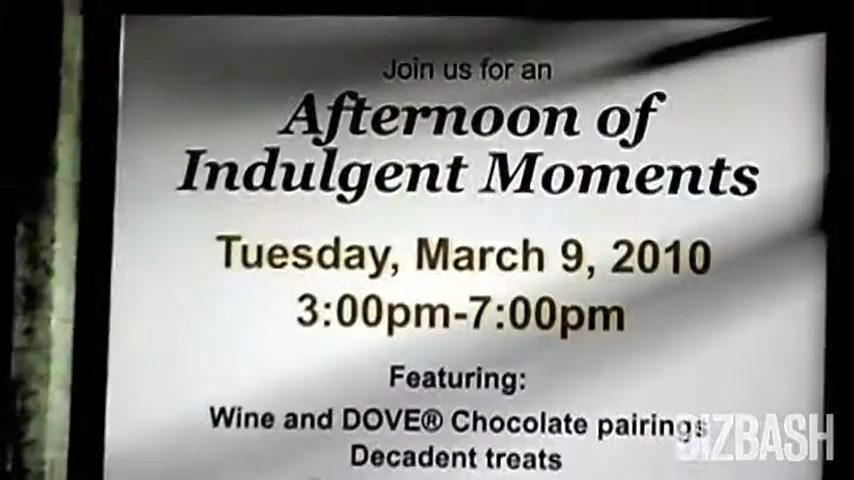 Join us for an
Afternoon of
Indulgent Moments
Tuesday, March 9, 2010
3:00pm-7:00pm
Featuring:
Wine and DOVE® Chocolate pairings
Decadent treats
BIZBASH